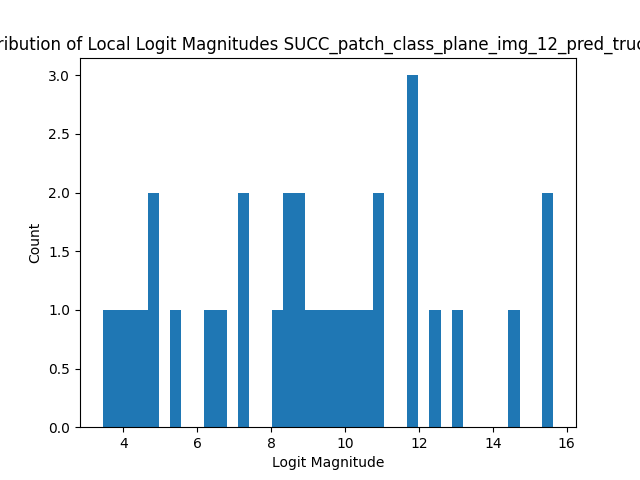 ribution of Local Logit Magnitudes SUCC_patch_class_plane_img_12_pred_truc
3.0
2.5
2.0
1.5
1.0
0.5
0.0
Count
4 6 8 10 12 14 16
Logit Magnitude